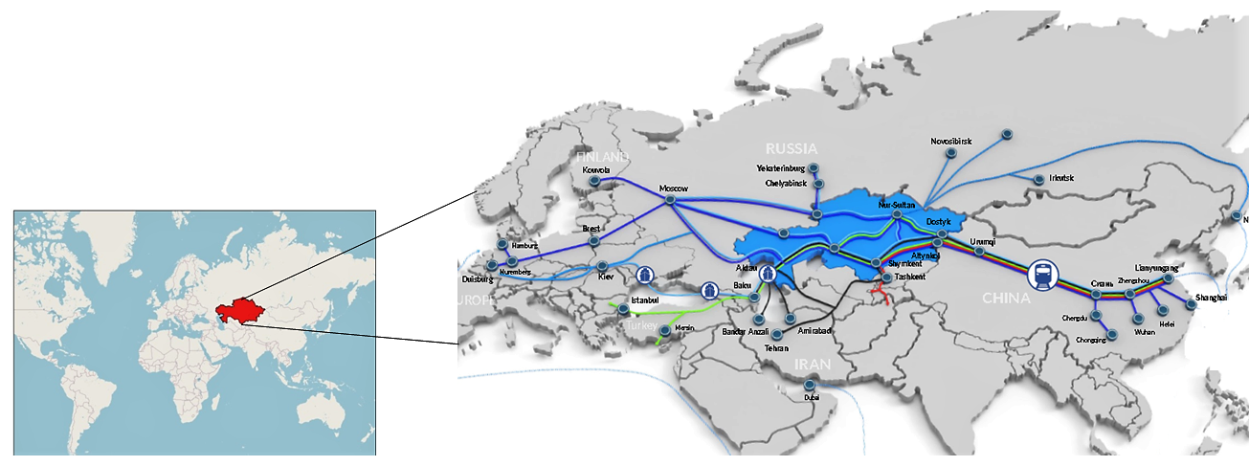 RUSSIA
Novosibirsk
FINLAND
Kouvola
Yekaterinburg
Chelyabinsk
Irkutsk
Moscow
Nur-Sultan
Brest
Dostyk
Hamburg
Urumqi
Altynkol
Nuremberg
Duisburg
Kiev
Aktau
Shymkent
Tashkent
Lianyungang
Zhengzhou
Baku
CHINA
Shanghai
EUROP
Istanbul
Turkey
Mersin
Bandar Anzali
Amirabad
Chengdu
Wuhan
Hefei
Tehran
Chongqing
IRAN
Dubai